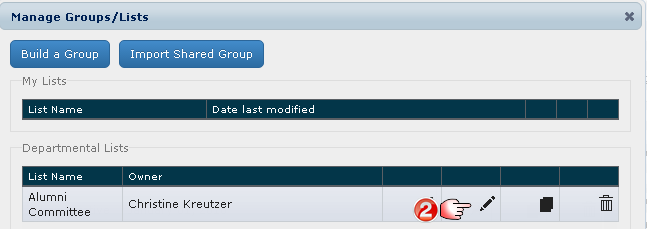 Manage Groups/Lists
Build a Group Import Shared Group
My Lists
List Name Date last modified
Departmental Lists
List Name Owner
Alumni
Committee Christine Kreutzer
2